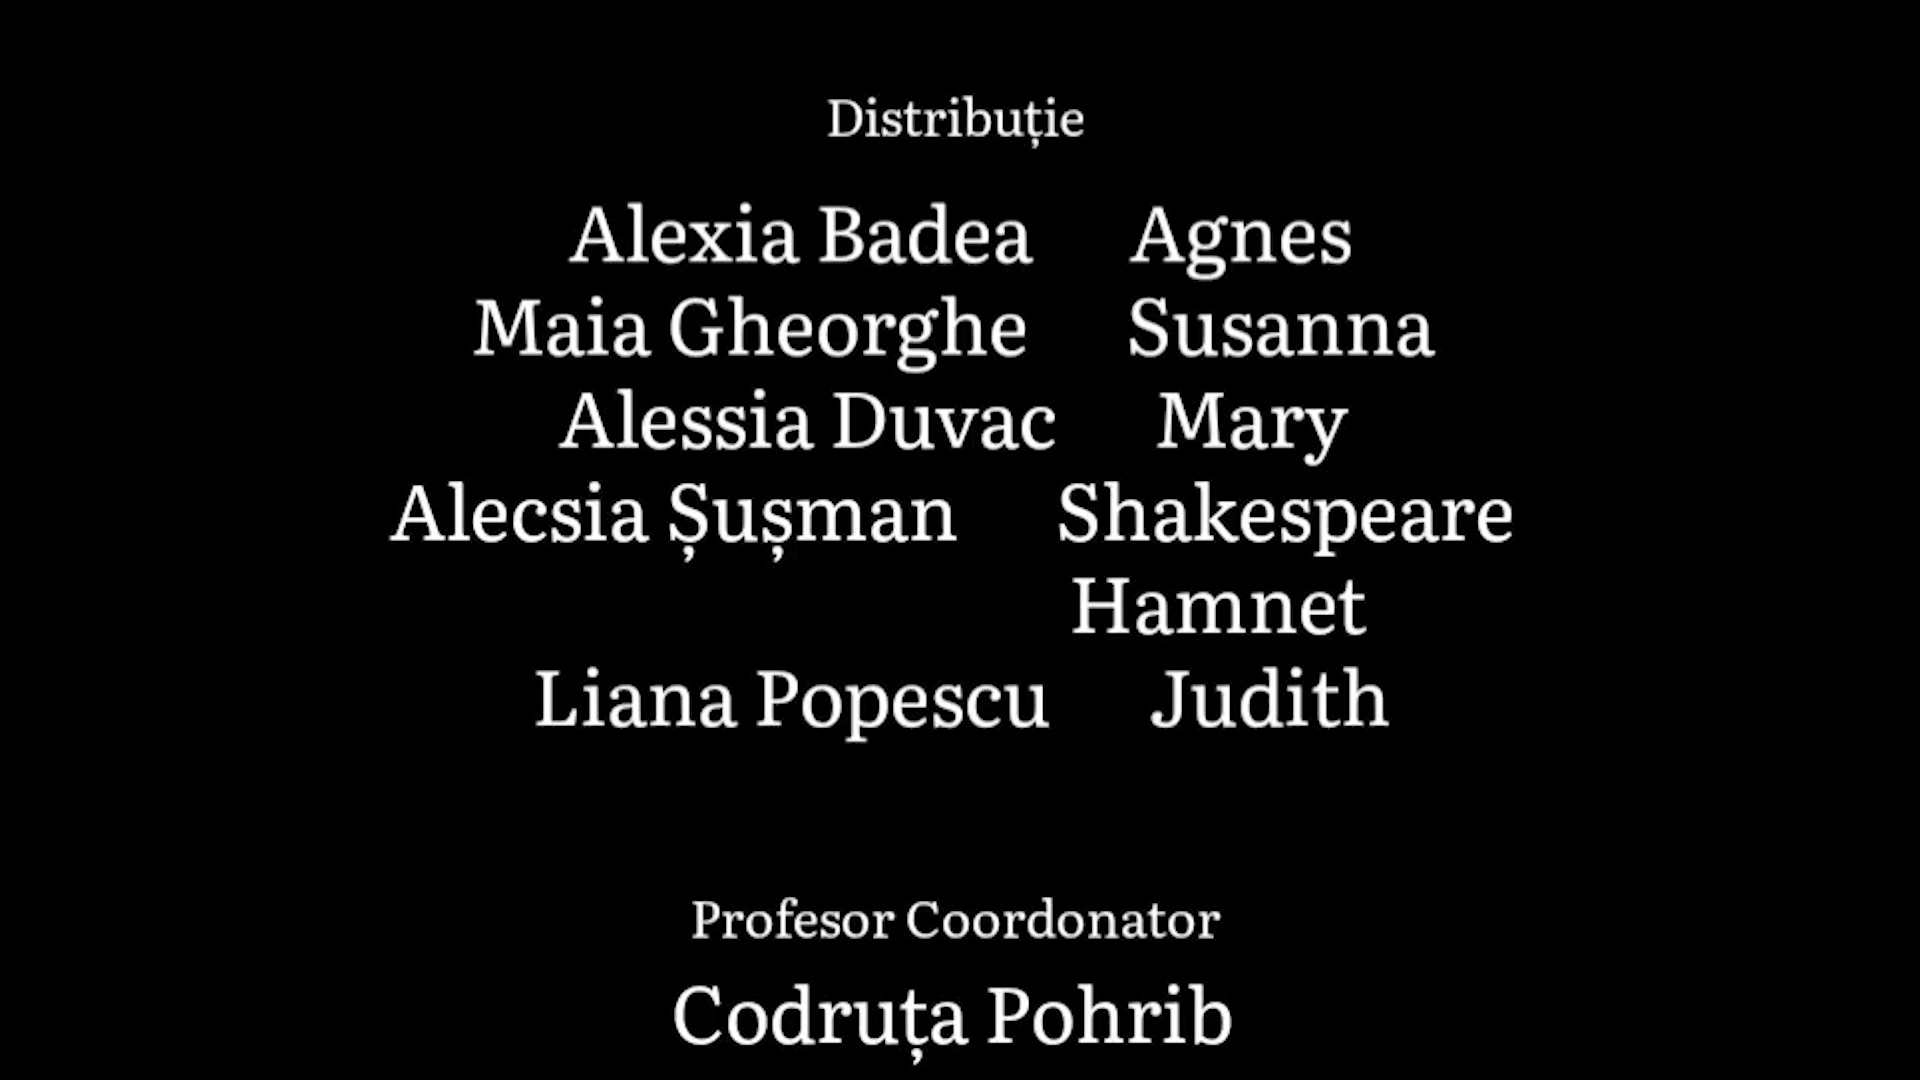 Distribuție
Alexia Badea Agnes
Maia Gheorghe Susanna
Alessia Duvac Mary
Alecsia Șușman Shakespeare
Hamnet
Liana Popescu Judith
Profesor Coordonator
Codruța Pohrib